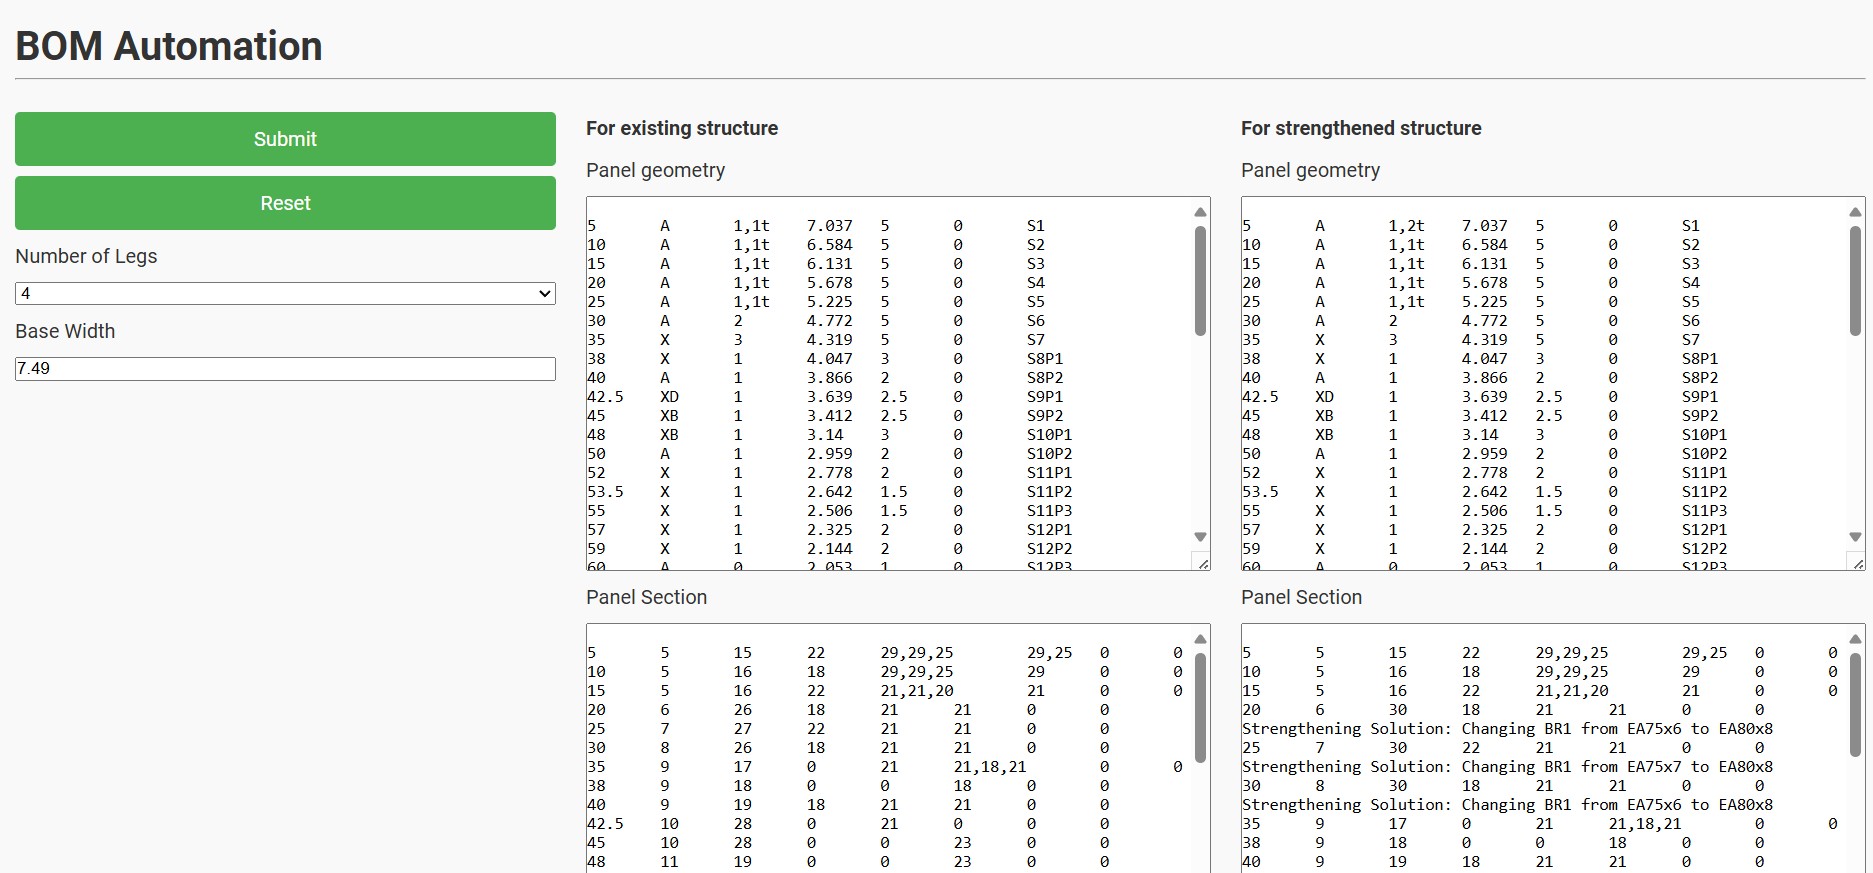 BOM Automation
Submit
Reset
Number of Legs
4
Base Width
7.49
For existing structure
Panel geometry
5 A 1,1t 7.037 5 0 S1
10 A 1,1t 6.584 5 0 S2
15 A 1,1t 6.131 5 0 S3
20 A 1,1t 5.678 5 0 S4
25 A 1,1t 5.225 5 0 S5
30 A 2 4.772 5 0 S6
35 X 3 4.319 5 0 S7
38 X 1 4.047 3 0 S8P1
40 A 1 3.866 2 0 S8P2
42.5 XD 1 3.639 2.5 0 S9P1
45 XB 1 3.412 2.5 0 S9P2
48 XB 1 3.14 3 0 S10P1
50 A 1 2.959 2 0 S10P2
52 X 1 2.778 2 0 S11P1
53.5 X 1 2.642 1.5 0 S11P2
55 X 1 2.506 1.5 0 S11P3
57 X 1 2.325 2 0 S12P1
59 X 1 2.144 2 0 S12P2
60 A 0 2.053 1 0 S12P3
Panel Section
5 5 15 22 29,29,25 29,25 0 0
10 5 16 18 29,29,25 29 0 0
15 5 16 22 21,21,20 21 0 0
20 6 26 18 21 21 0 0
25 7 27 22 21 21 0 0
30 8 26 18 21 21 0 0
35 9 17 0 21 21,18,21 0 0
38 9 18 0 0 18 0 0
40 9 19 18 21 21 0 0
42.5 10 28 0 21 0 0 0
45 10 28 0 0 23 0 0
48 11 19 0 0 23 0 0
For strengthened structure
Panel geometry
5 A 1,2t 7.037 5 0 S1
10 A 1,1t 6.584 5 0 S2
15 A 1,1t 6.131 5 0 S3
20 A 1,1t 5.678 5 0 S4
25 A 1,1t 5.225 5 0 S5
30 A 2 4.772 5 0 S6
35 X 3 4.319 5 0 S7
38 X 1 4.047 3 0 S8P1
40 A 1 3.866 2 0 S8P2
42.5 XD 1 3.639 2.5 0 S9P1
45 XB 1 3.412 2.5 0 S9P2
48 XB 1 3.14 3 0 S10P1
50 A 1 2.959 2 0 S10P2
52 X 1 2.778 2 0 S11P1
53.5 X 1 2.642 1.5 0 S11P2
55 X 1 2.506 1.5 0 S11P3
57 X 1 2.325 2 0 S12P1
59 X 1 2.144 2 0 S12P2
60 A 0 2.053 1 0 S12P3
Panel Section
5 5 15 22 29,29,25 29,25 0 0
10 5 16 18 29,29,25 29 0 0
15 5 16 22 21,21,20 21 0 0
20 6 30 18 21 21 0 0
Strengthening Solution: Changing BR1 from EA75x6 to EA80x8
25 7 30 22 21 21 0 0
Strengthening Solution: Changing BR1 from EA75x7 to EA80x8
30 8 30 18 21 21 0 0
Strengthening Solution: Changing BR1 from EA75x6 to EA80x8
35 9 17 0 21 21,18,21 0 0
38 9 18 0 0 18 0 0
40 9 19 18 21 21 0 0